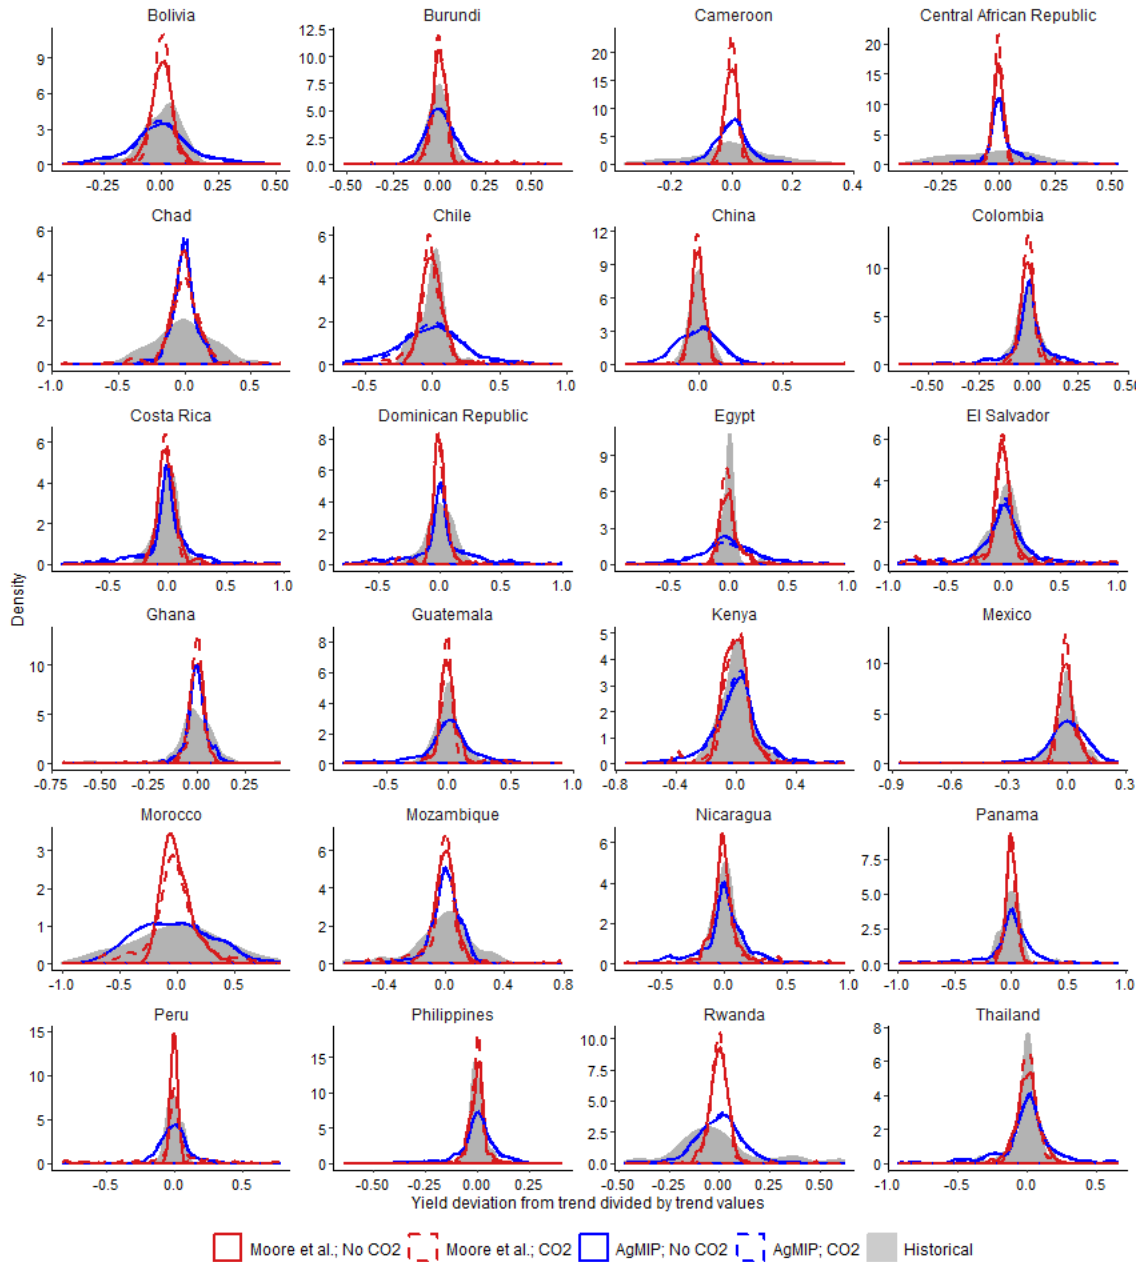 Bolivia Burundi Cameroon Central African Republic
9 6 3 0
12.5 10.0 7.5 5.0 2.5 0.0
20 15 10 5 0
20 15 10 5 0
-0.25 0.00 0.25 0.50
-0.50 -0.25 0.00 0.25 0.50
-0.2 0.0 0.2 0.4
-0.25 0.00 0.25 0.50
Chad Chile China Colombia
6 4 2 0
6 4 2 0
12 9 6 3 0
10 5 0
-1.0 -0.5 0.0 0.5
-0.5 0.0 0.5 1.0
0.0 0.5
-0.50 -0.25 0.00 0.25 0.50
Costa Rica Dominican Republic Egypt El Salvador
6 4 2 0
8 6 4 2 0
9 6 3 0
6 4 2 0
-0.5 0.0 0.5 1.0
-0.5 0.0 0.5 1.0
-0.5 0.0 0.5 1.0
-1.0 -0.5 0.0 0.5 1.0
Density
Ghana Guatemala Kenya Mexico
10 5 0
8 6 4 2 0
5 4 3 2 1 0
10 5 0
-0.75 -0.50 -0.25 0.00 0.25
-0.5 0.0 0.5 1.0
-0.8 -0.4 0.0 0.4
-0.9 -0.6 -0.3 0.0 0.3
Morocco Mozambique Nicaragua Panama
3 2 1 0
6 4 2 0
6 4 2 0
7.5 5.0 2.5 0.0
-1.0 -0.5 0.0 0.5
-0.4 0.0 0.4 0.8
-0.5 0.0 0.5 1.0
-1.0 -0.5 0.0 0.5 1.0
Peru Philippines Rwanda Thailand
15 10 5 0
15 10 5 0
10.0 7.5 5.0 2.5 0.0
8 6 4 2 0
-0.5 0.0 0.5
-0.50 -0.25 0.00 0.25
-0.50 -0.25 0.00 0.25 0.50
-1.0 -0.5 0.0 0.5
Yield deviation from trend divided by trend values
Moore et al.; No CO2 Moore et al.; CO2 AgMIP; No CO2 AgMIP; CO2 Historical